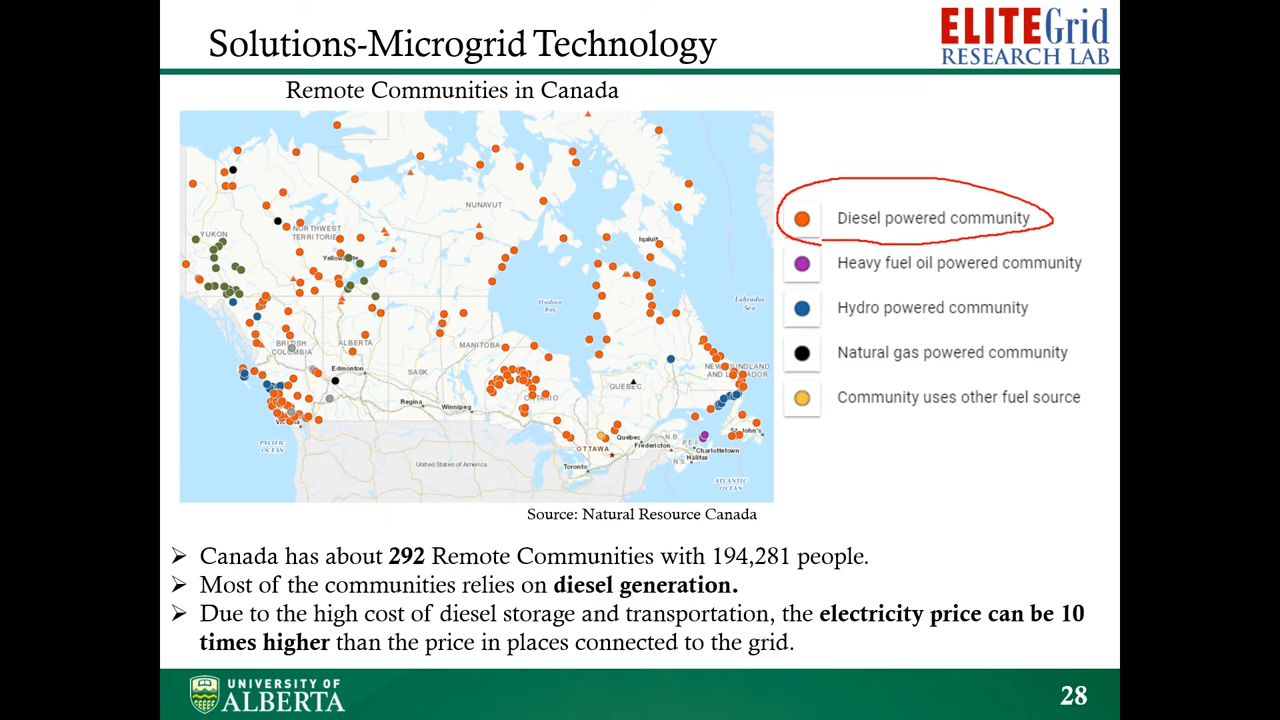 Solutions-Microgrid Technology
ELITEGrid
RESEARCH LAB
Remote Communities in Canada
NUNAVUT
YUKON
NORTHWEST
TERRITORIES
Iqaluit
Hudson
Bay
Labrador
Sea
BRITISH
COLUMBIA
ALBERTA
MANITOBA
Edmonton
SASK
QUEBEC
ONTARIO
Regina
Winnipeg
St. John's
PACIFIC
OCEAN
Québec
N.B.
P.E.I.
OTTAWA
Fredericton
Charlottetown
N.S.
Halifax
United States of America
Toronto
ATLANTIC
OCEAN
Diesel powered community
Heavy fuel oil powered community
Hydro powered community
Natural gas powered community
Community uses other fuel source
Source: Natural Resource Canada
➢ Canada has about 292 Remote Communities with 194,281 people.
➢ Most of the communities relies on diesel generation.
➢ Due to the high cost of diesel storage and transportation, the electricity price can be 10
times higher than the price in places connected to the grid.
UNIVERSITY OF
ALBERTA
28